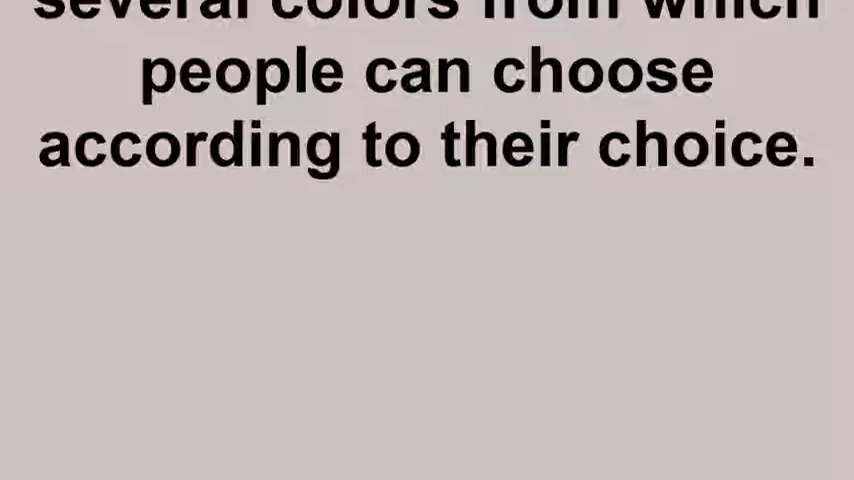 several colors from which
people can choose
according to their choice.